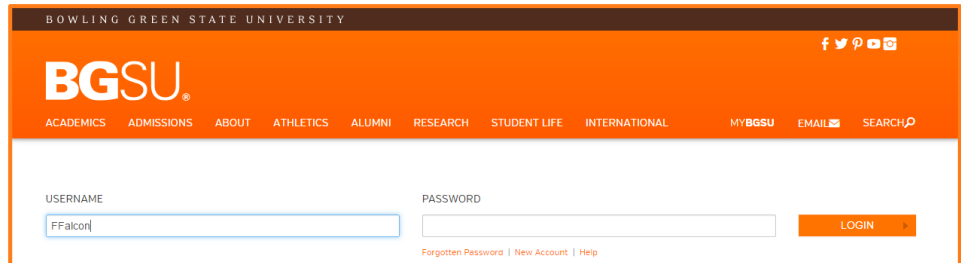 BOWLING GREEN STATE UNIVERSITY
BGSU®
ACADEMICS ADMISSIONS ABOUT ATHLETICS ALUMNI RESEARCH STUDENT LIFE INTERNATIONAL MYBGSU EMAIL SEARCH
USERNAME PASSWORD
FFalcon LOGIN
Forgotten Password | New Account | Help